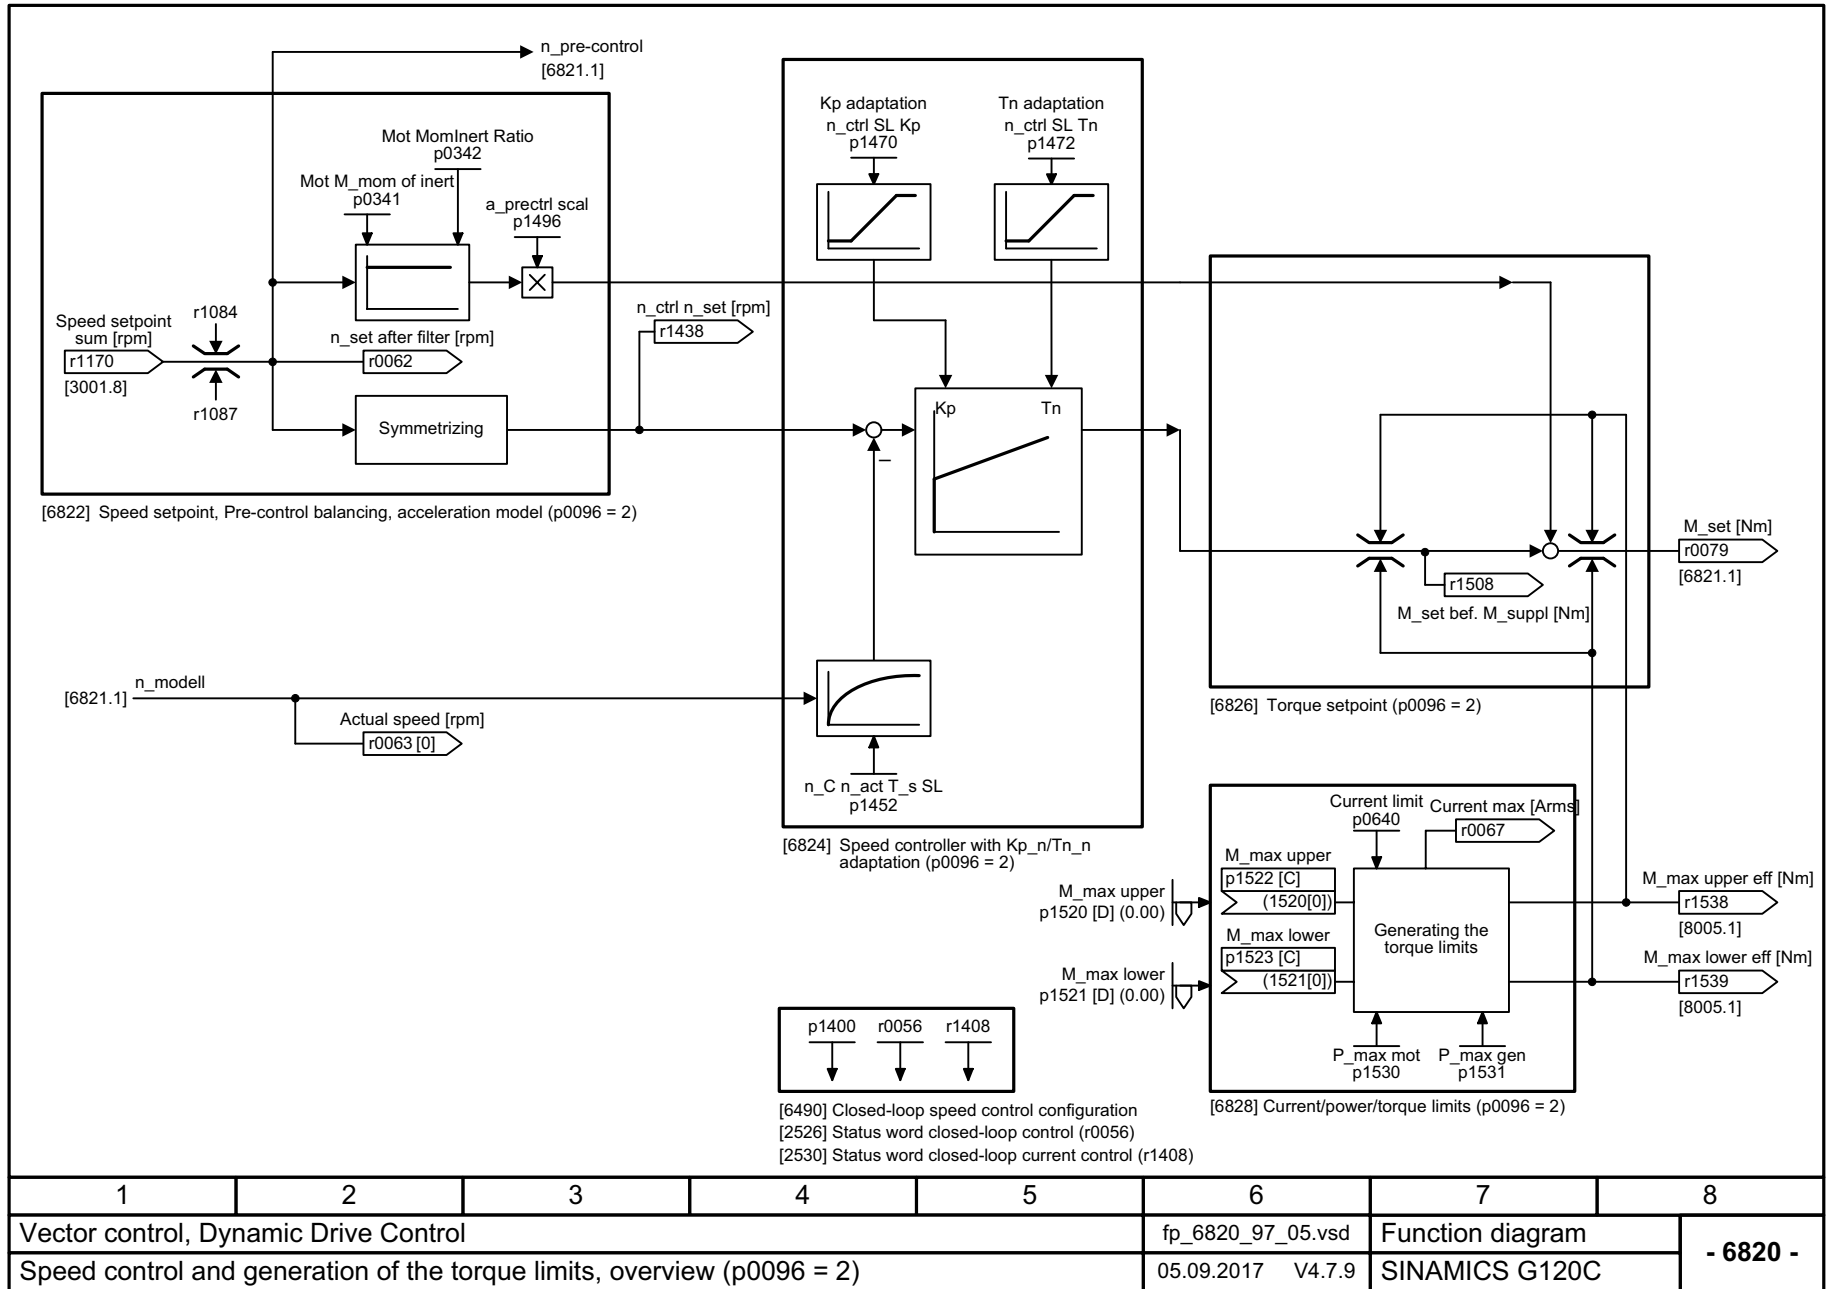 n_pre-control
[6821.1]
Mot MomInert Ratio
p0342
Mot M_mom of inert
p0341
a_prectrl scal
p1496
r1084
Speed setpoint
sum [rpm]
r1170
[3001.8]
r1087
n_set after filter [rpm]
r0062
Symmetrizing
[6822] Speed setpoint, Pre-control balancing, acceleration model (p0096 = 2)
n_ctrl n_set [rpm]
r1438
Kp adaptation
n_ctrl SL Kp
p1470
Tn adaptation
n_ctrl SL Tn
p1472
Kp
Tn
–
[6821.1]
n_modell
Actual speed [rpm]
r0063 [0]
n_C n_act T_s SL
p1452
[6824] Speed controller with Kp_n/Tn_n
adaptation (p0096 = 2)
M_set [Nm]
r0079
[6821.1]
r1508
M_set bef. M_suppl [Nm]
[6826] Torque setpoint (p0096 = 2)
Current limit
p0640
Current max [Arms]
r0067
M_max upper
p1520 [D] (0.00)
M_max upper
p1522 [C]
(1520[0])
M_max lower
p1521 [D] (0.00)
M_max lower
p1523 [C]
(1521[0])
Generating the
torque limits
M_max upper eff [Nm]
r1538
[8005.1]
M_max lower eff [Nm]
r1539
[8005.1]
P_max mot
p1530
P_max gen
p1531
[6828] Current/power/torque limits (p0096 = 2)
p1400 r0056 r1408
[6490] Closed-loop speed control configuration
[2526] Status word closed-loop control (r0056)
[2530] Status word closed-loop current control (r1408)
1 2 3 4 5 6 7 8
Vector control, Dynamic Drive Control
fp_6820_97_05.vsd
Function diagram
- 6820 -
Speed control and generation of the torque limits, overview (p0096 = 2)
05.09.2017 V4.7.9
SINAMICS G120C